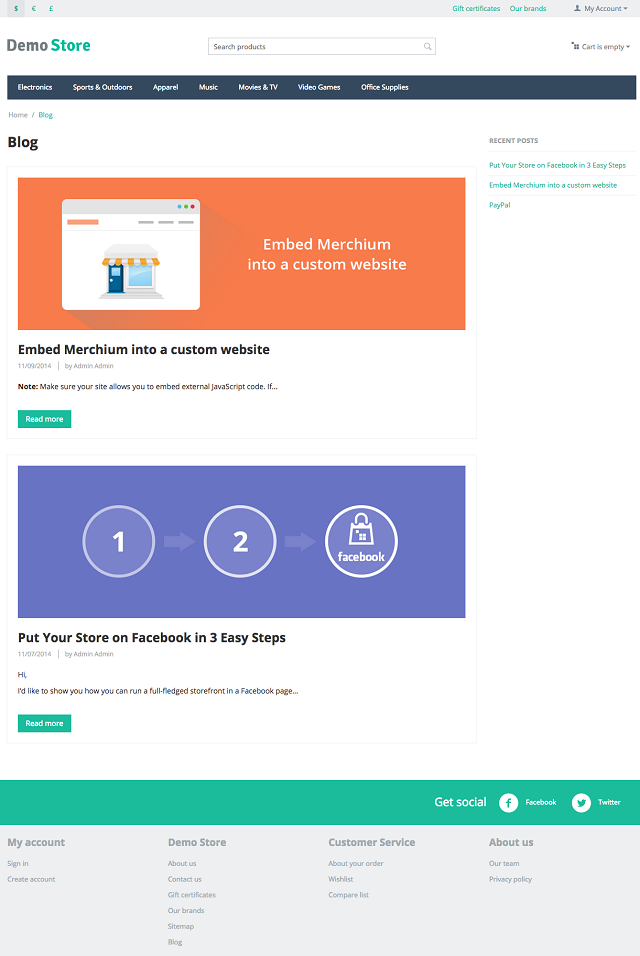 $ € £ Gift certificates Our brands My Account
Demo Store Search products Cart is empty
Electronics Sports & Outdoors Apparel Music Movies & TV Video Games Office Supplies
Home / Blog
Blog
RECENT POSTS
Put Your Store on Facebook in 3 Easy Steps
Embed Merchium into a custom website
PayPal
Embed Merchium
into a custom website
Embed Merchium into a custom website
11/09/2014 | by Admin Admin
Note: Make sure your site allows you to embed external JavaScript code. If...
Read more
1 2 facebook
Put Your Store on Facebook in 3 Easy Steps
11/07/2014 | by Admin Admin
Hi,
I'd like to show you how you can run a full-fledged storefront in a Facebook page...
Read more
Get social Facebook Twitter
My account
Sign in
Create account
Demo Store
About us
Contact us
Gift certificates
Our brands
Sitemap
Blog
Customer Service
About your order
Wishlist
Compare list
About us
Our team
Privacy policy